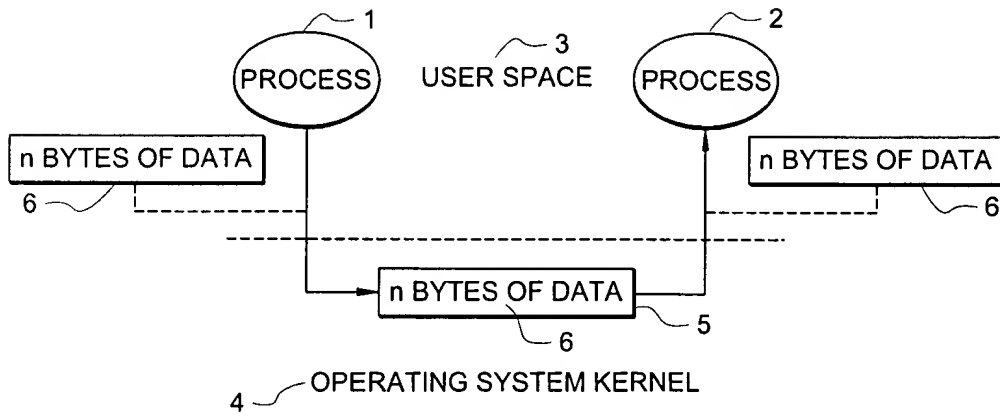 1
2
3
PROCESS
USER SPACE
PROCESS
n BYTES OF DATA
n BYTES OF DATA
6
6
n BYTES OF DATA
5
6
4
OPERATING SYSTEM KERNEL